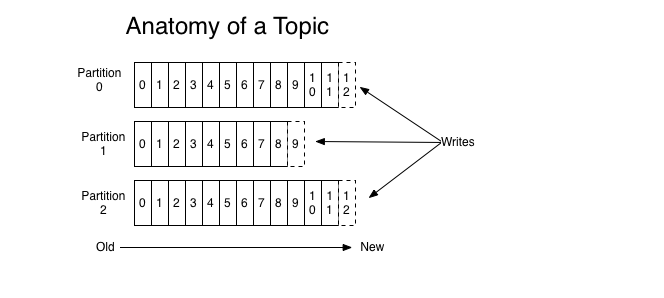 Anatomy of a Topic
Partition
0
0 1 2 3 4 5 6 7 8 9 10 11 12
Partition
1
0 1 2 3 4 5 6 7 8 9
Writes
Partition
2
0 1 2 3 4 5 6 7 8 9 10 11 12
Old New